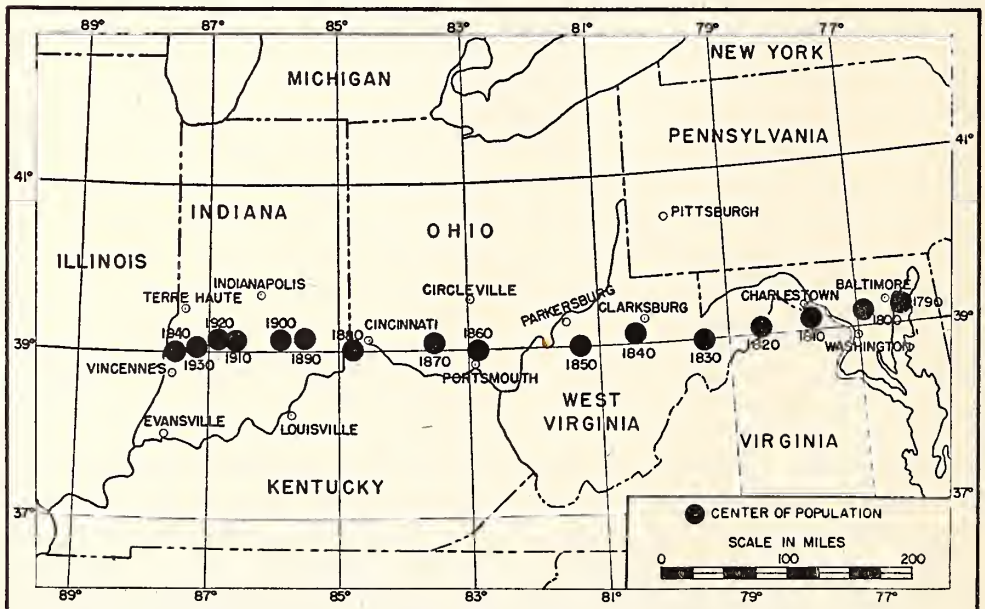 89° 87° 85° 83° 81° 79° 77°
NEW YORK
MICHIGAN
PENNSYLVANIA
41° 41°
PITTSBURGH
INDIANA
OHIO
ILLINOIS
INDIANAPOLIS
TERRE HAUTE
CIRCLEVILLE
PARKERSBURG
CLARKSBURG
CHARLESTOWN
BALTIMORE
1790
1940 1920 1900 1880
CINCINNATI
1860
1800
39° 39°
1930 1910 1890 1870 1850 1840 1830 1820 1810
WASHINGTON
VINCENNES
PORTSMOUTH
WEST
VIRGINIA
EVANSVILLE
LOUISVILLE
VIRGINIA
KENTUCKY
37° 37°
CENTER OF POPULATION
SCALE IN MILES
0 100 200
89° 87° 85° 83° 81° 79° 77°